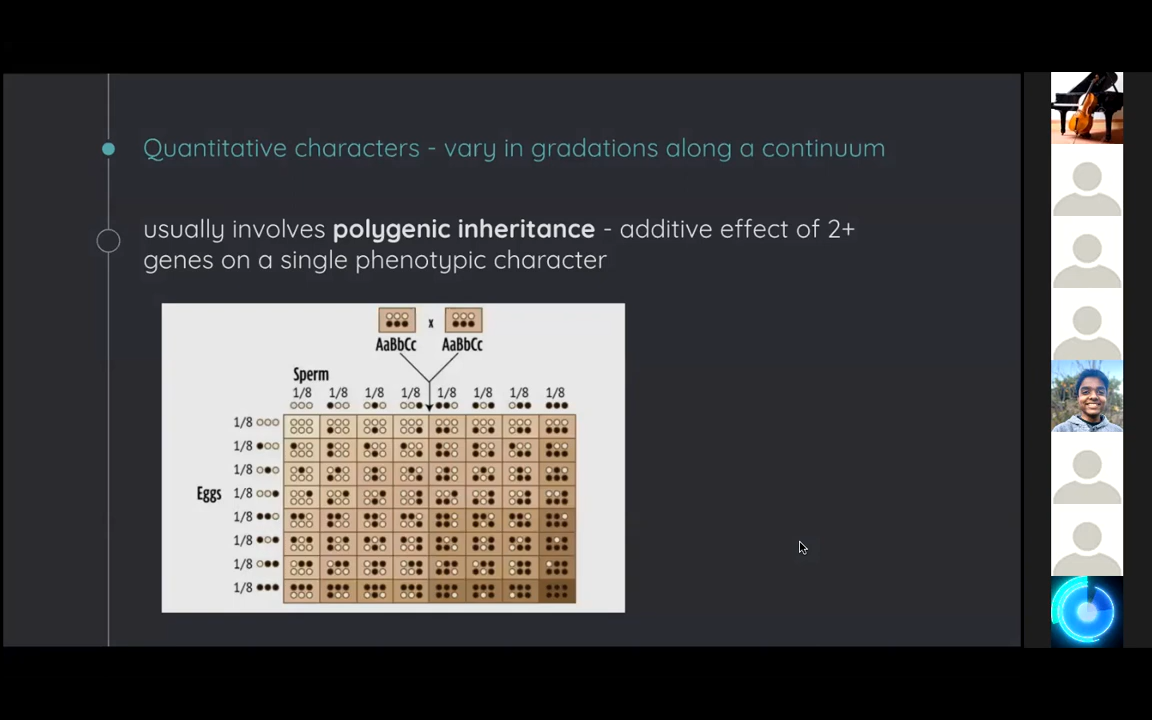 Quantitative characters - vary in gradations along a continuum
usually involves polygenic inheritance - additive effect of 2+
genes on a single phenotypic character
x
AaBbCc AaBbCc
Sperm
1/8 1/8 1/8 1/8 1/8 1/8 1/8 1/8
1/8
1/8
1/8
Eggs 1/8
1/8
1/8
1/8
1/8